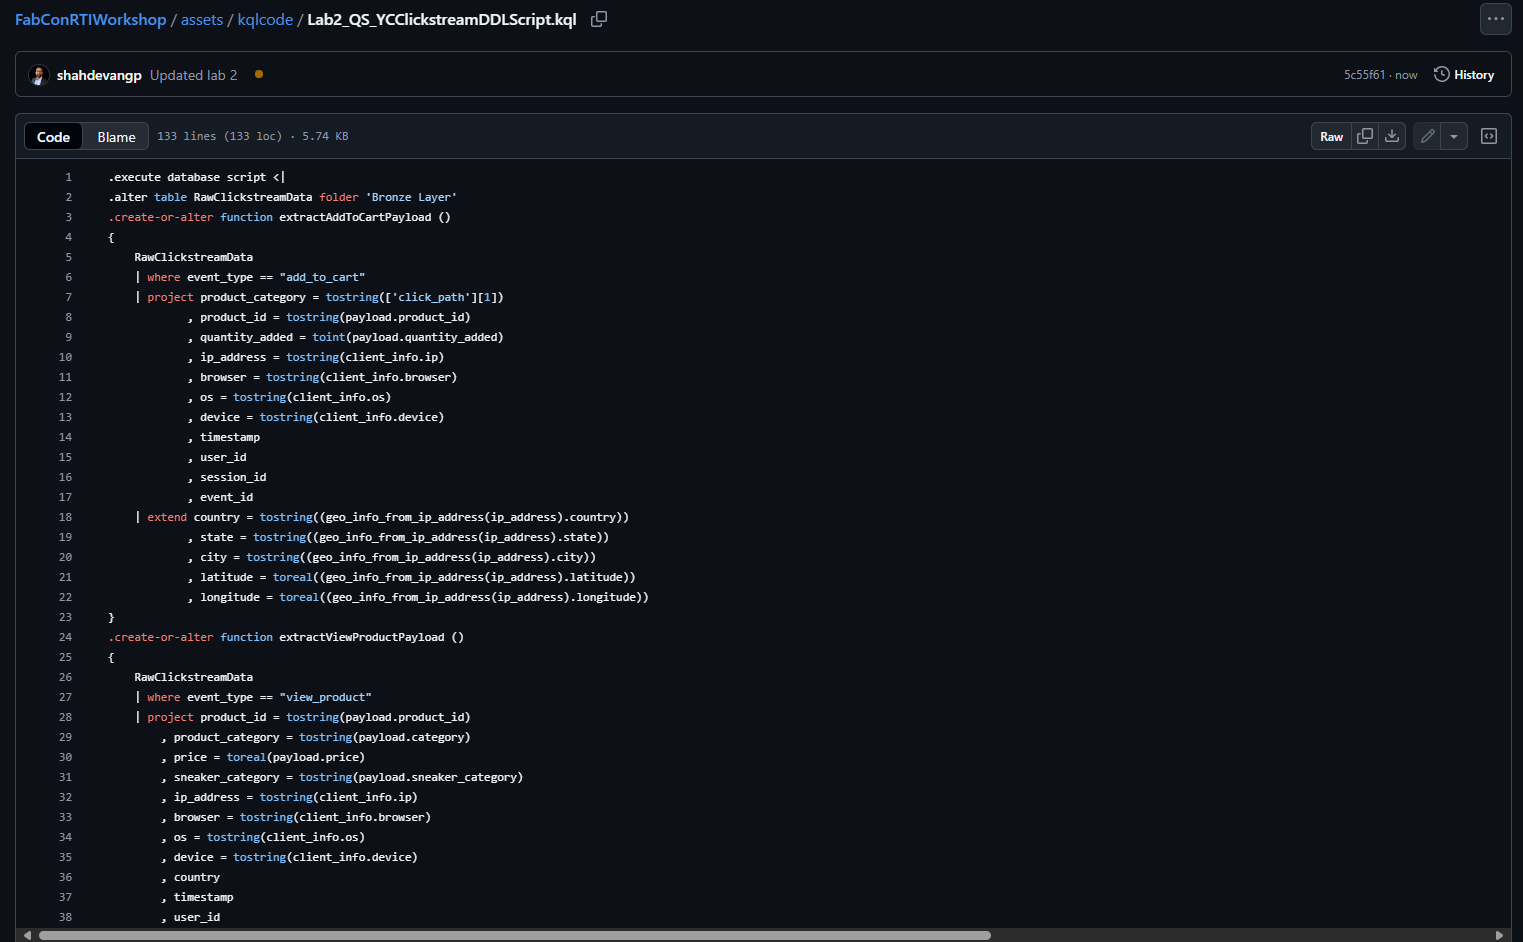 FabConRTIWorkshop / assets / kqlcode / Lab2_QS_YCClickstreamDDLScript.kql
shahdevangp Updated lab 2 5c55f61 · now History
Code Blame 133 lines (133 loc) · 5.74 KB Raw
1 .execute database script <|
2 .alter table RawClickstreamData folder 'Bronze Layer'
3 .create-or-alter function extractAddToCartPayload ()
4 {
5     RawClickstreamData
6     | where event_type == "add_to_cart"
7     | project product_category = tostring(['click_path'][1])
8             , product_id = tostring(payload.product_id)
9             , quantity_added = toint(payload.quantity_added)
10             , ip_address = tostring(client_info.ip)
11             , browser = tostring(client_info.browser)
12             , os = tostring(client_info.os)
13             , device = tostring(client_info.device)
14             , timestamp
15             , user_id
16             , session_id
17             , event_id
18     | extend country = tostring((geo_info_from_ip_address(ip_address).country))
19             , state = tostring((geo_info_from_ip_address(ip_address).state))
20             , city = tostring((geo_info_from_ip_address(ip_address).city))
21             , latitude = toreal((geo_info_from_ip_address(ip_address).latitude))
22             , longitude = toreal((geo_info_from_ip_address(ip_address).longitude))
23 }
24 .create-or-alter function extractViewProductPayload ()
25 {
26     RawClickstreamData
27     | where event_type == "view_product"
28     | project product_id = tostring(payload.product_id)
29         , product_category = tostring(payload.category)
30         , price = toreal(payload.price)
31         , sneaker_category = tostring(payload.sneaker_category)
32         , ip_address = tostring(client_info.ip)
33         , browser = tostring(client_info.browser)
34         , os = tostring(client_info.os)
35         , device = tostring(client_info.device)
36         , country
37         , timestamp
38         , user_id